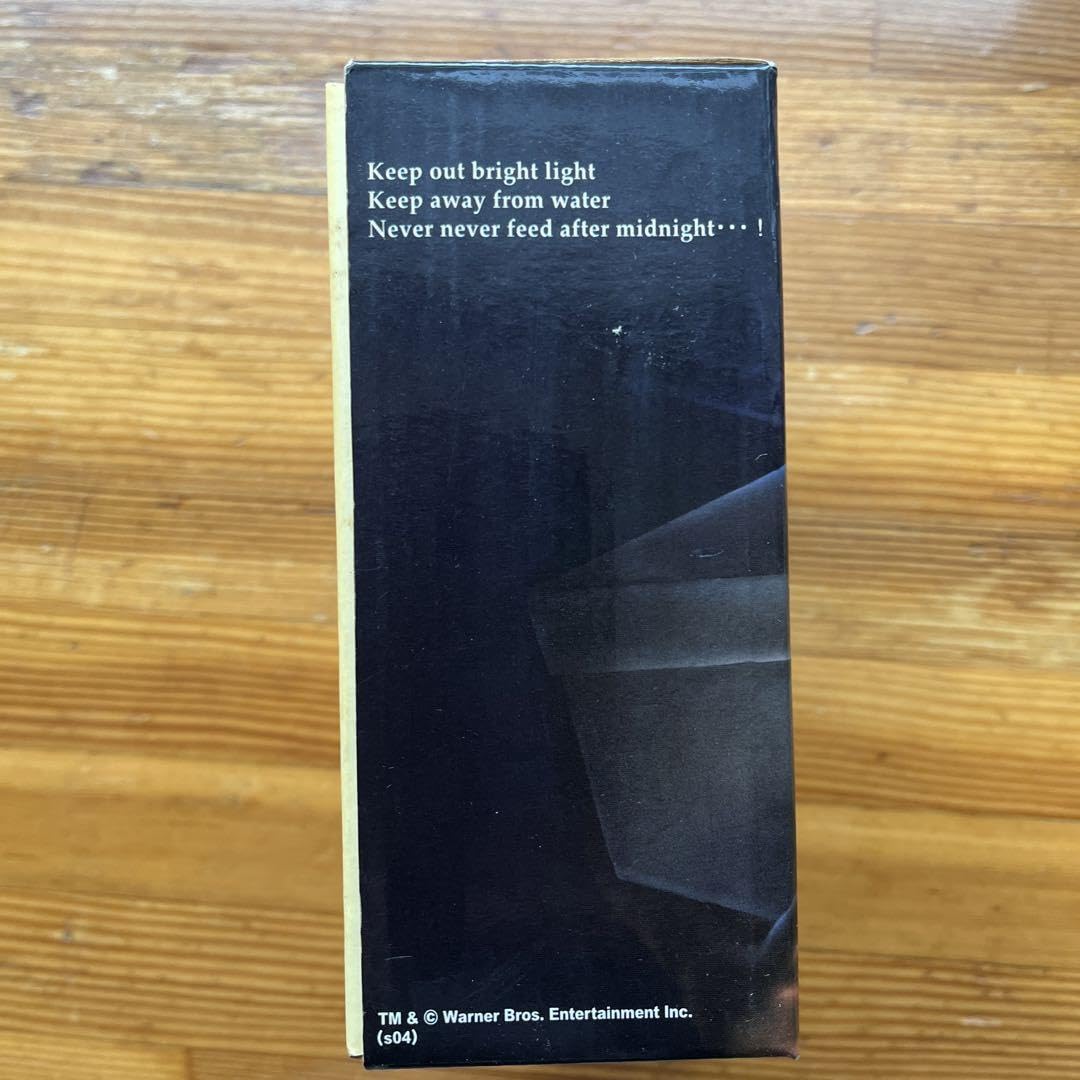 Keep out bright light
Keep away from water
Never never feed after midnight･･･ !
TM & © Warner Bros. Entertainment Inc.
(s04)